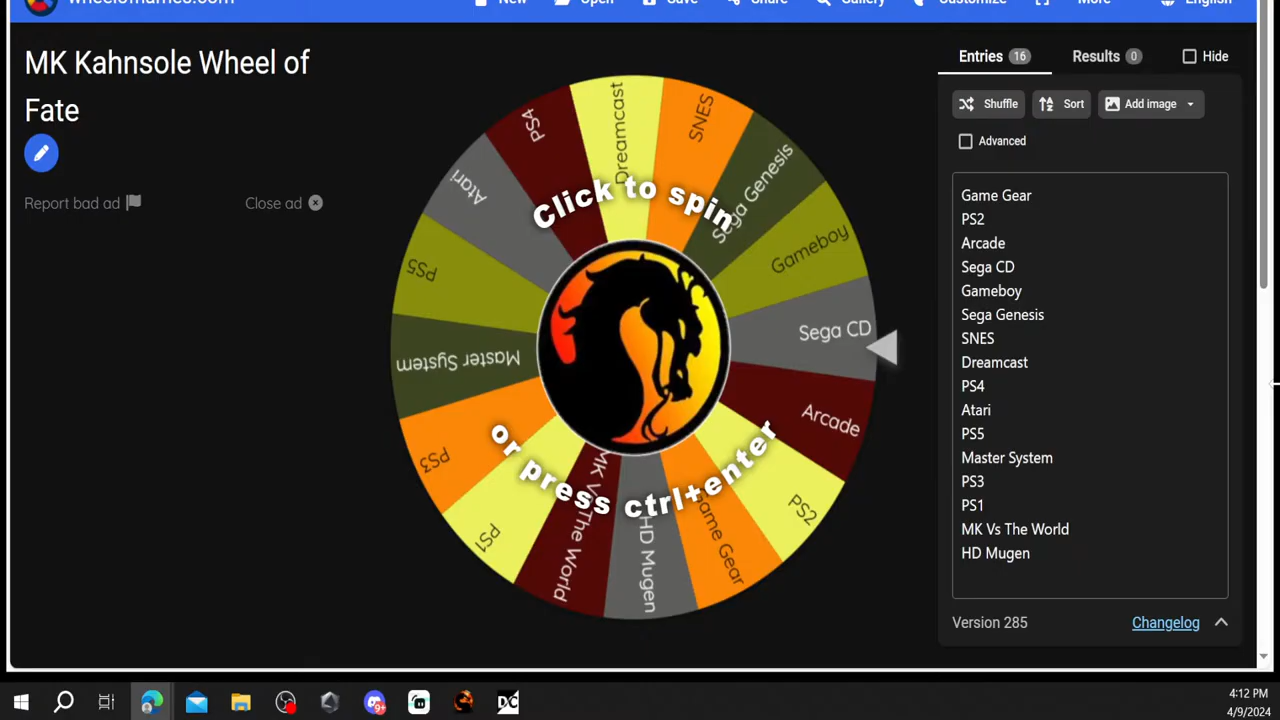 wheelofnames.com
New
Open
Save
Share
Gallery
Customize
More
English
MK Kahnsole Wheel of
Fate
Report bad ad
Close ad
PS4
Dreamcast
SNES
Sega Genesis
Gameboy
Sega CD
Arcade
PS2
Game Gear
HD Mugen
MK Vs The World
PS1
PS3
Master System
PS5
Atari
Click to spin
or press ctrl+enter
Entries 16
Results 0
Hide
Shuffle
Sort
Add image
Advanced
Game Gear
PS2
Arcade
Sega CD
Gameboy
Sega Genesis
SNES
Dreamcast
PS4
Atari
PS5
Master System
PS3
PS1
MK Vs The World
HD Mugen
Version 285
Changelog
DC
4:12 PM
4/9/2024